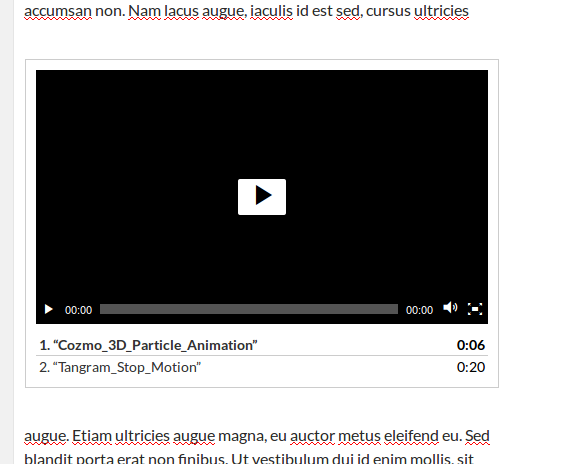 accumsan non. Nam lacus augue, iaculis id est sed, cursus ultricies
00:00 00:00
1. “Cozmo_3D_Particle_Animation” 0:06
2. “Tangram_Stop_Motion” 0:20
augue. Etiam ultricies augue magna, eu auctor metus eleifend eu. Sed
blandit porta erat non finibus. Ut vestibulum dui id enim mollis, sit